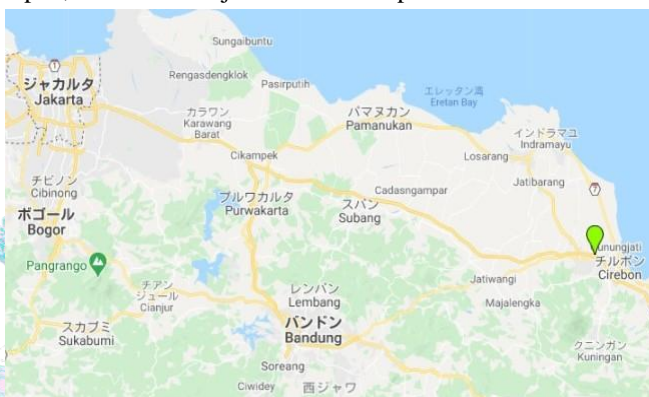 Sungaibuntu
Rengasdengklok
Pasirputih
ジャカルタ
Jakarta
カラワン
Karawang
Barat
パマヌカン
Pamanukan
エレッタン湾
Eretan Bay
インドラマユ
Indramayu
Losarang
Cikampek
Jatibarang
チビノン
Cibinong
プルワカルタ
Purwakarta
Cadasngampar
スバン
Subang
ボゴール
Bogor
Pangrango
unungjati
チルボン
Cirebon
チアン
ジュール
Cianjur
レンバン
Lembang
Jatiwangi
Majalengka
スカブミ
Sukabumi
バンドン
Bandung
クニンガン
Kuningan
Soreang
Ciwidey
西ジャワ